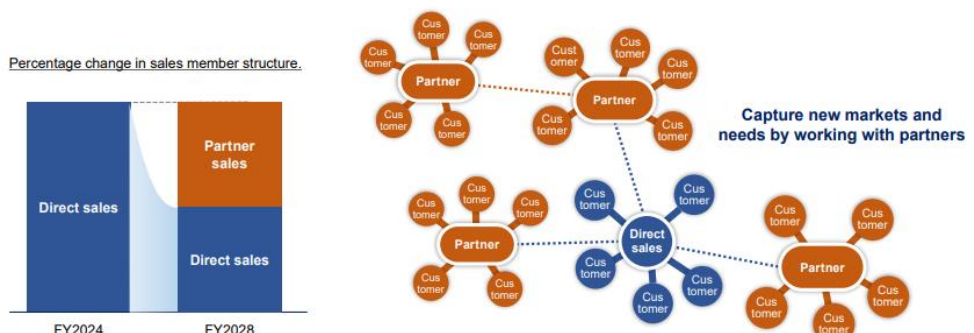 Percentage change in sales member structure.
Direct sales
Partner
sales
Direct sales
FY2024
FY2028
Cus
tomer
Cus
tomer
Cus
tomer
Cus
tomer
Cus
tomer
Partner
Cust
omer
Cus
tomer
Cus
tomer
Cus
tomer
Cus
tomer
Partner
Capture new markets and
needs by working with partners
Cus
tomer
Cus
tomer
Cus
tomer
Cus
tomer
Cus
tomer
Partner
Cus
tomer
Cus
tomer
Cus
tomer
Cus
tomer
Cus
tomer
Direct
sales
Cus
tomer
Cus
tomer
Cus
tomer
Cus
tomer
Cus
tomer
Partner